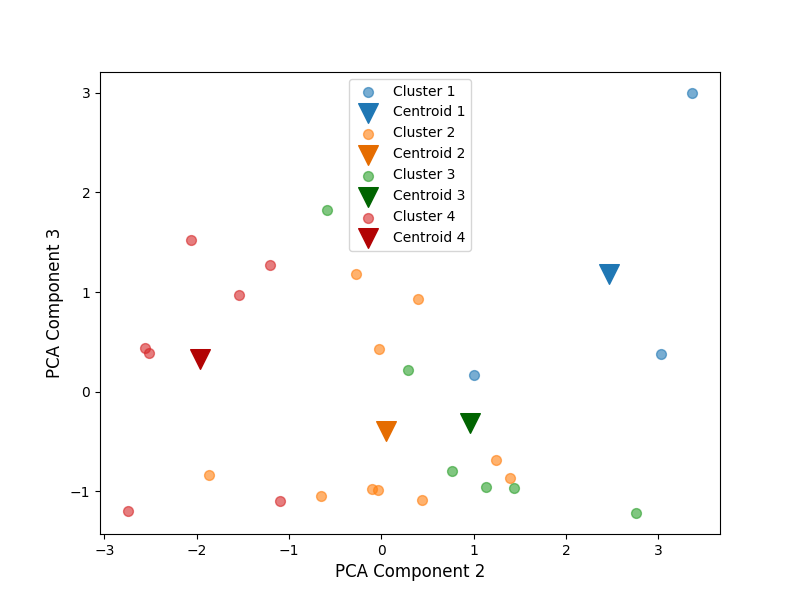 Cluster 1
Centroid 1
Cluster 2
Centroid 2
Cluster 3
Centroid 3
Cluster 4
Centroid 4
3
2
1
0
−1
PCA Component 3
−3 −2 −1 0 1 2 3
PCA Component 2